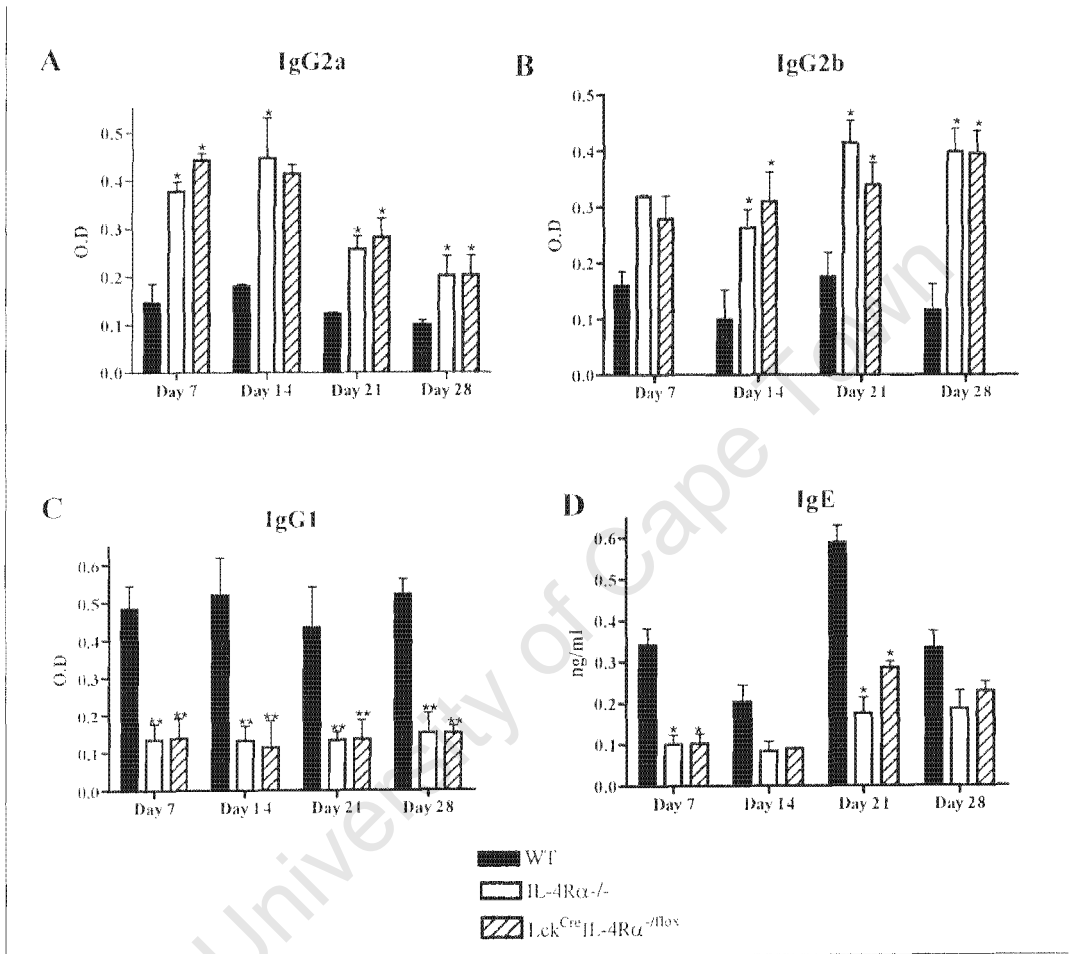 A
IgG2a
O.D
0.5
0.4
0.3
0.2
0.1
0.0
*
*
*
*
*
*
*
Day 7
Day 14
Day 21
Day 28
B
IgG2b
O.D
0.5
0.4
0.3
0.2
0.1
0.0
*
*
*
*
*
*
Day 7
Day 14
Day 21
Day 28
C
IgG1
O.D
0.6
0.5
0.4
0.3
0.2
0.1
0.0
**
**
**
**
**
**
**
**
Day 7
Day 14
Day 21
Day 28
D
IgE
ng/ml
0.6
0.5
0.4
0.3
0.2
0.1
0.0
*
*
*
*
Day 7
Day 14
Day 21
Day 28
WT
IL-4Rα-/-
Lck^Cre IL-4Rα^-/flox
University of Cape Town